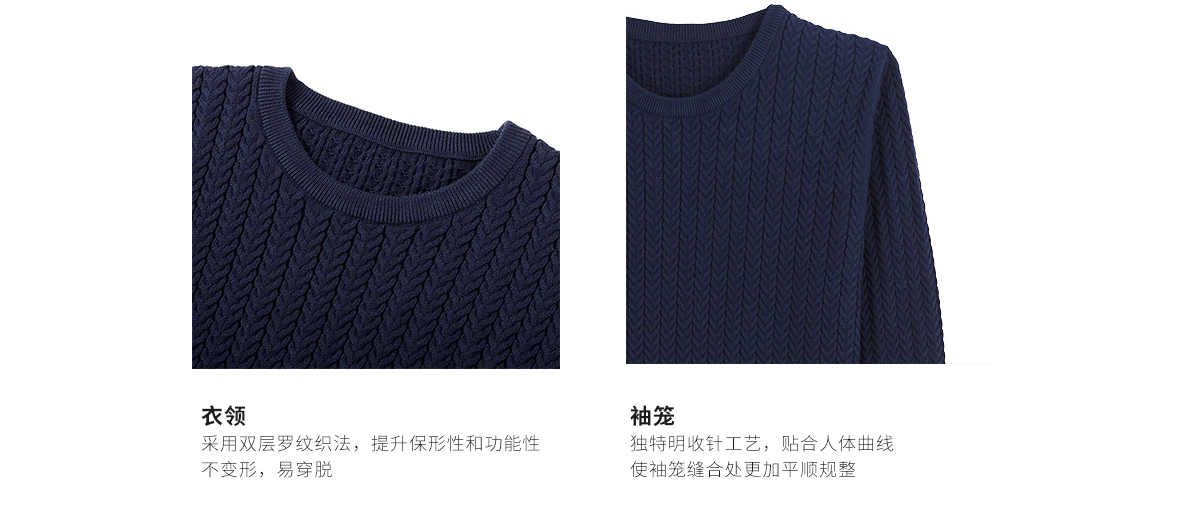 衣领
采用双层罗纹织法，提升保形性和功能性
不变形，易穿脱
袖笼
独特明收针工艺，贴合人体曲线
使袖笼缝合处更加平顺规整